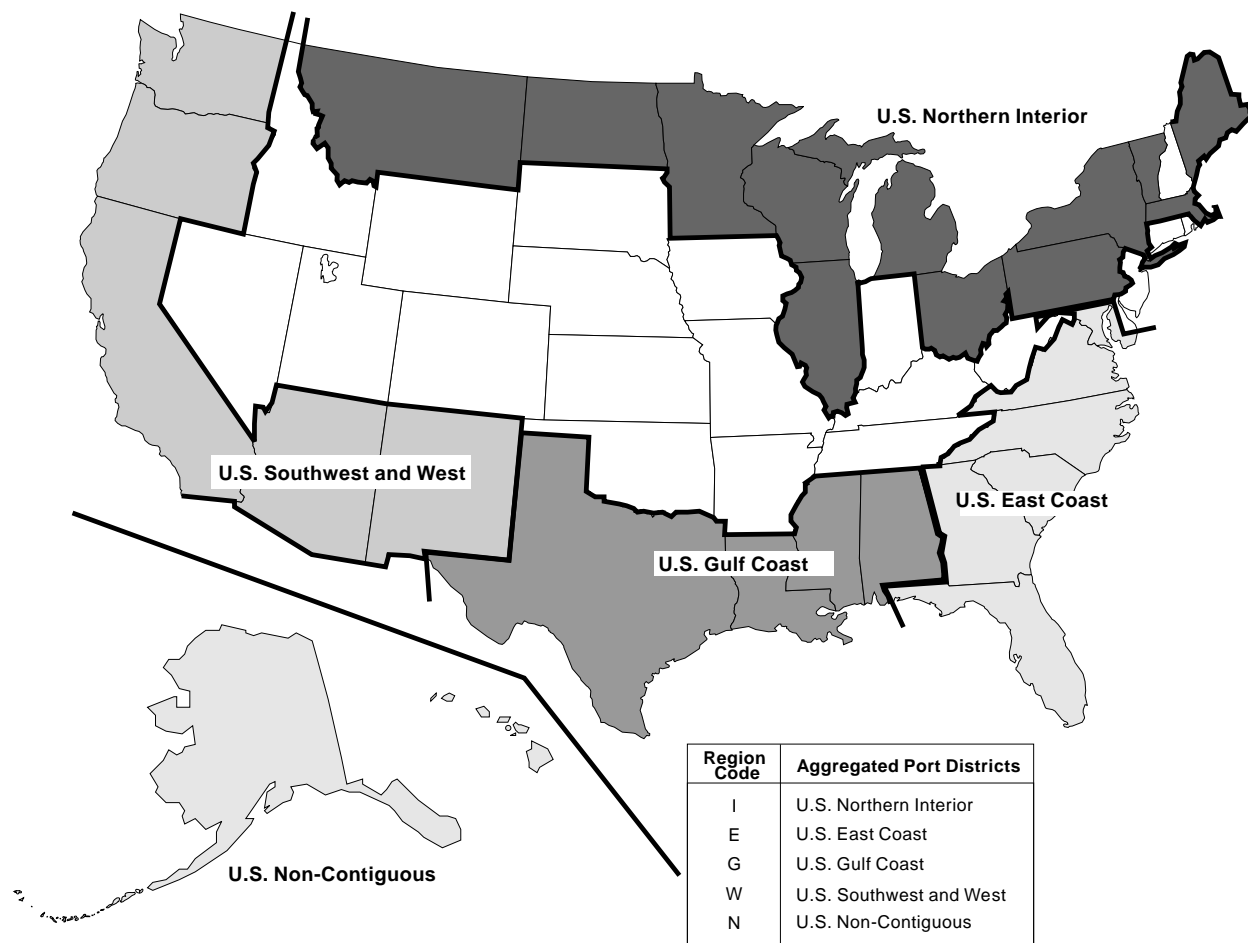 U.S. Northern Interior
U.S. Southwest and West
U.S. East Coast
U.S. Gulf Coast
U.S. Non-Contiguous
Region Code Aggregated Port Districts
I U.S. Northern Interior
E U.S. East Coast
G U.S. Gulf Coast
W U.S. Southwest and West
N U.S. Non-Contiguous